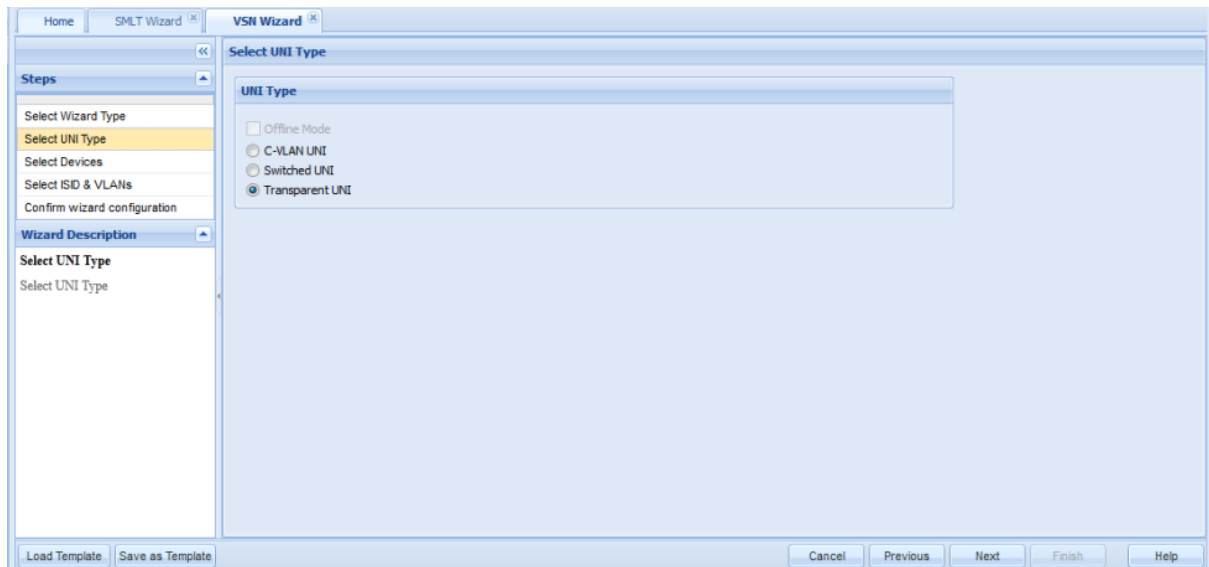 Home SMLT Wizard VSN Wizard
Select UNI Type
Steps
Select Wizard Type
Select UNI Type
Select Devices
Select ISID & VLANs
Confirm wizard configuration
Wizard Description
Select UNI Type
Select UNI Type
UNI Type
Offline Mode
C-VLAN UNI
Switched UNI
Transparent UNI
Load Template Save as Template Cancel Previous Next Finish Help